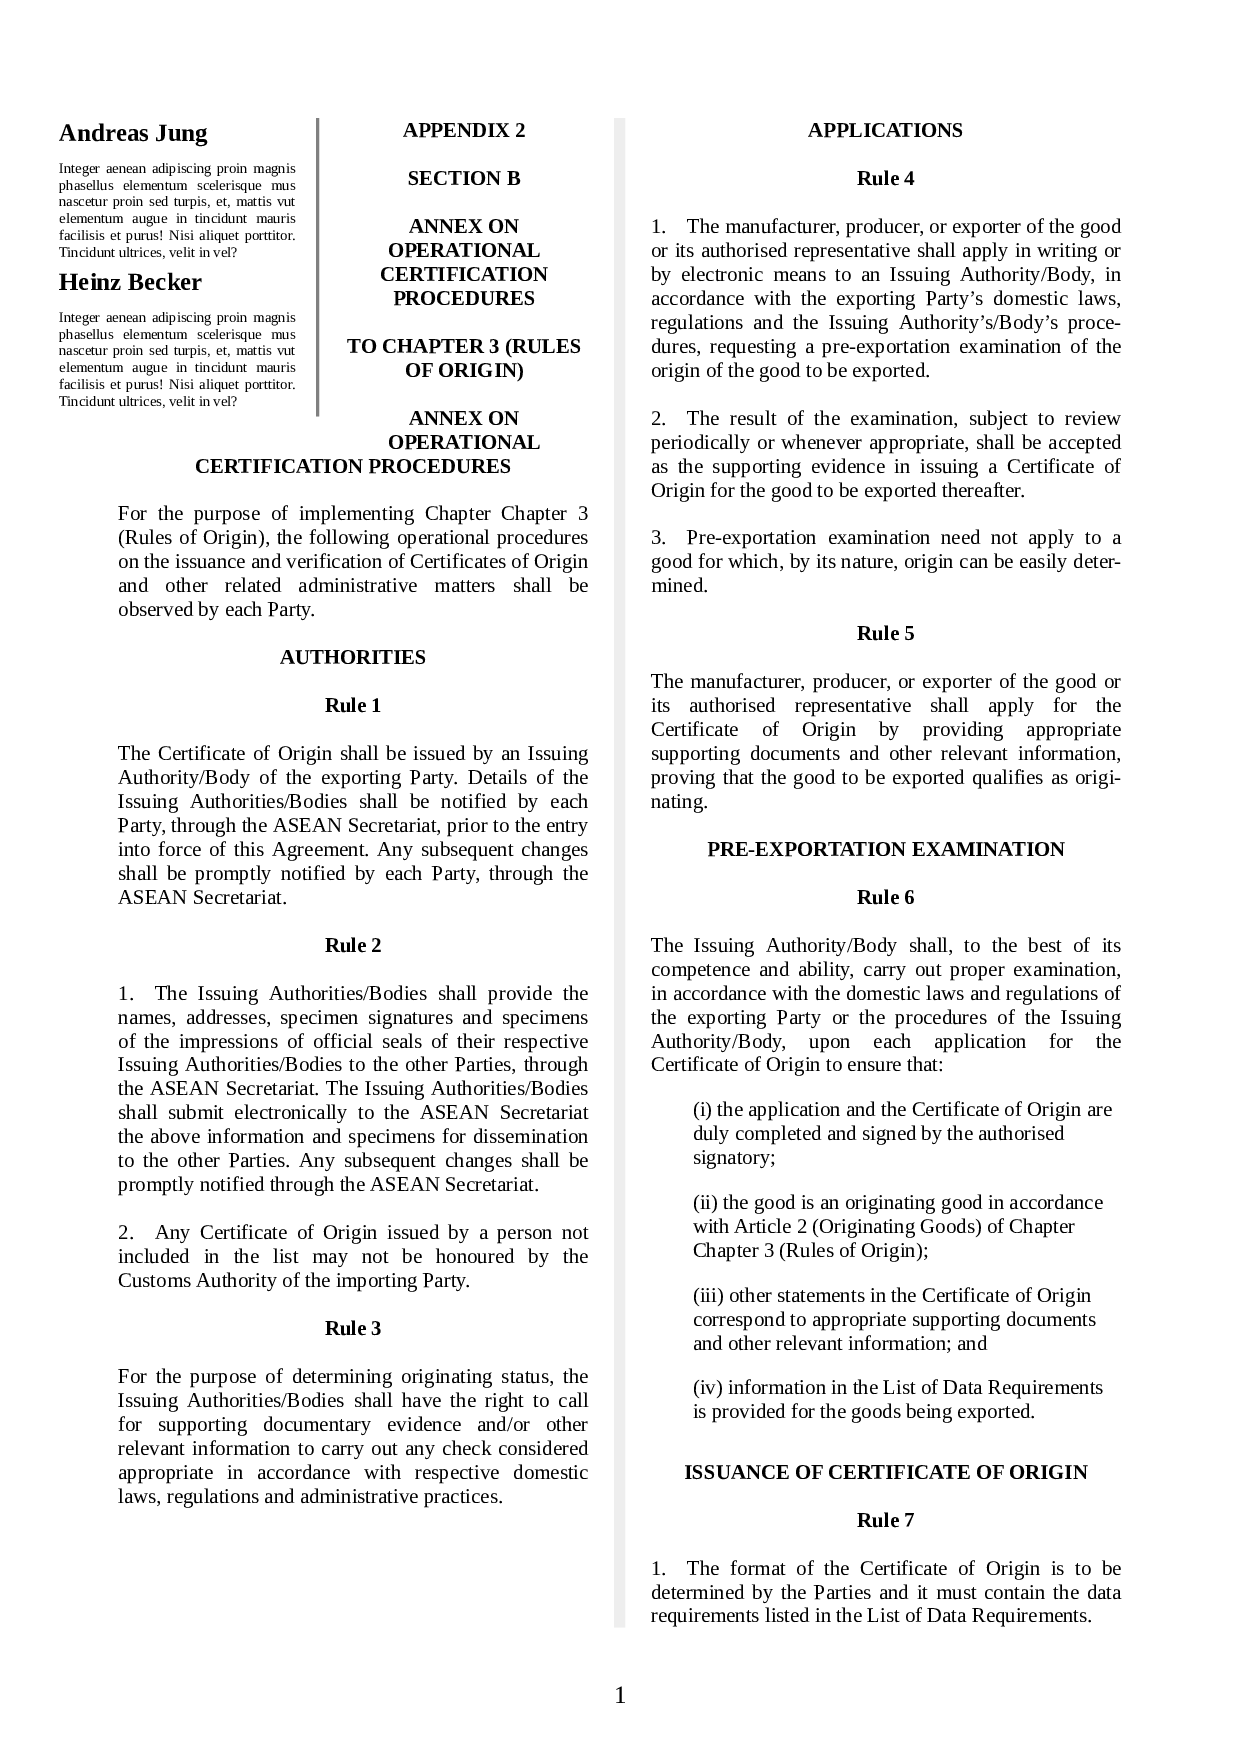 Andreas Jung
Integer aenean adipiscing proin magnis
phasellus elementum scelerisque mus
nascetur proin sed turpis, et, mattis vut
elementum augue in tincidunt mauris
facilisis et purus! Nisi aliquet porttitor.
Tincidunt ultrices, velit in vel?
Heinz Becker
Integer aenean adipiscing proin magnis
phasellus elementum scelerisque mus
nascetur proin sed turpis, et, mattis vut
elementum augue in tincidunt mauris
facilisis et purus! Nisi aliquet porttitor.
Tincidunt ultrices, velit in vel?
APPENDIX 2
SECTION B
ANNEX ON
OPERATIONAL
CERTIFICATION
PROCEDURES
TO CHAPTER 3 (RULES
OF ORIGIN)
ANNEX ON
OPERATIONAL
CERTIFICATION PROCEDURES
For the purpose of implementing Chapter Chapter 3
(Rules of Origin), the following operational procedures
on the issuance and verification of Certificates of Origin
and other related administrative matters shall be
observed by each Party.
AUTHORITIES
Rule 1
The Certificate of Origin shall be issued by an Issuing
Authority/Body of the exporting Party. Details of the
Issuing Authorities/Bodies shall be notified by each
Party, through the ASEAN Secretariat, prior to the entry
into force of this Agreement. Any subsequent changes
shall be promptly notified by each Party, through the
ASEAN Secretariat.
Rule 2
1. The Issuing Authorities/Bodies shall provide the
names, addresses, specimen signatures and specimens
of the impressions of official seals of their respective
Issuing Authorities/Bodies to the other Parties, through
the ASEAN Secretariat. The Issuing Authorities/Bodies
shall submit electronically to the ASEAN Secretariat
the above information and specimens for dissemination
to the other Parties. Any subsequent changes shall be
promptly notified through the ASEAN Secretariat.
2. Any Certificate of Origin issued by a person not
included in the list may not be honoured by the
Customs Authority of the importing Party.
Rule 3
For the purpose of determining originating status, the
Issuing Authorities/Bodies shall have the right to call
for supporting documentary evidence and/or other
relevant information to carry out any check considered
appropriate in accordance with respective domestic
laws, regulations and administrative practices.
APPLICATIONS
Rule 4
1. The manufacturer, producer, or exporter of the good
or its authorised representative shall apply in writing or
by electronic means to an Issuing Authority/Body, in
accordance with the exporting Party’s domestic laws,
regulations and the Issuing Authority’s/Body’s proce-
dures, requesting a pre-exportation examination of the
origin of the good to be exported.
2. The result of the examination, subject to review
periodically or whenever appropriate, shall be accepted
as the supporting evidence in issuing a Certificate of
Origin for the good to be exported thereafter.
3. Pre-exportation examination need not apply to a
good for which, by its nature, origin can be easily deter-
mined.
Rule 5
The manufacturer, producer, or exporter of the good or
its authorised representative shall apply for the
Certificate of Origin by providing appropriate
supporting documents and other relevant information,
proving that the good to be exported qualifies as origi-
nating.
PRE-EXPORTATION EXAMINATION
Rule 6
The Issuing Authority/Body shall, to the best of its
competence and ability, carry out proper examination,
in accordance with the domestic laws and regulations of
the exporting Party or the procedures of the Issuing
Authority/Body, upon each application for the
Certificate of Origin to ensure that:
(i) the application and the Certificate of Origin are
duly completed and signed by the authorised
signatory;
(ii) the good is an originating good in accordance
with Article 2 (Originating Goods) of Chapter
Chapter 3 (Rules of Origin);
(iii) other statements in the Certificate of Origin
correspond to appropriate supporting documents
and other relevant information; and
(iv) information in the List of Data Requirements
is provided for the goods being exported.
ISSUANCE OF CERTIFICATE OF ORIGIN
Rule 7
1. The format of the Certificate of Origin is to be
determined by the Parties and it must contain the data
requirements listed in the List of Data Requirements.
1